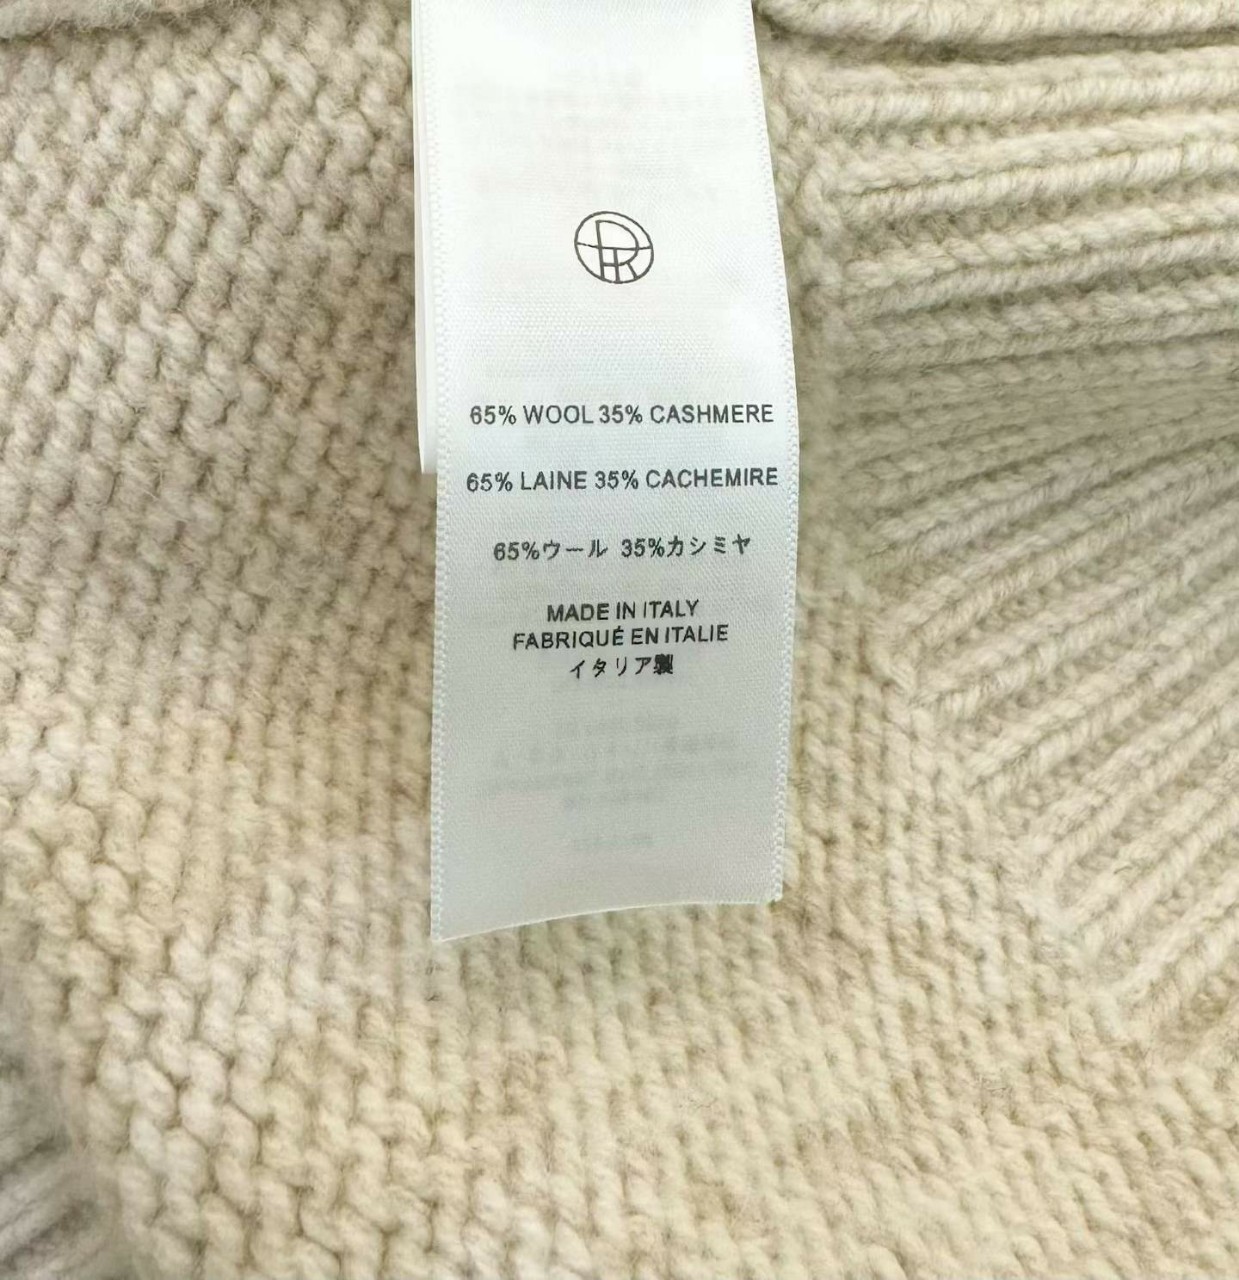 65% WOOL 35% CASHMERE
65% LAINE 35% CACHEMIRE
65%ウール 35%カシミヤ
MADE IN ITALY
FABRIQUÉ EN ITALIE
イタリア製